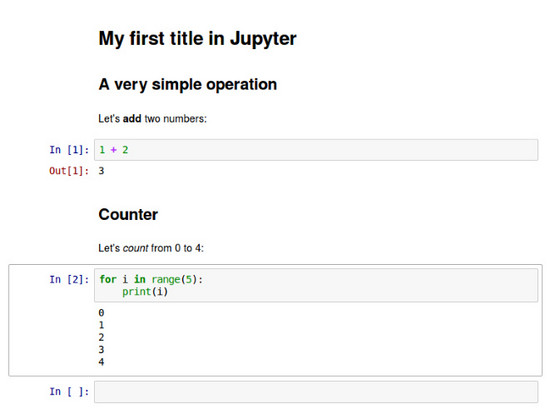 My first title in Jupyter
A very simple operation
Let's add two numbers:
In [1]: 1 + 2
Out[1]: 3
Counter
Let's count from 0 to 4:
In [2]: for i in range(5):
    print(i)
0
1
2
3
4
In [ ]: